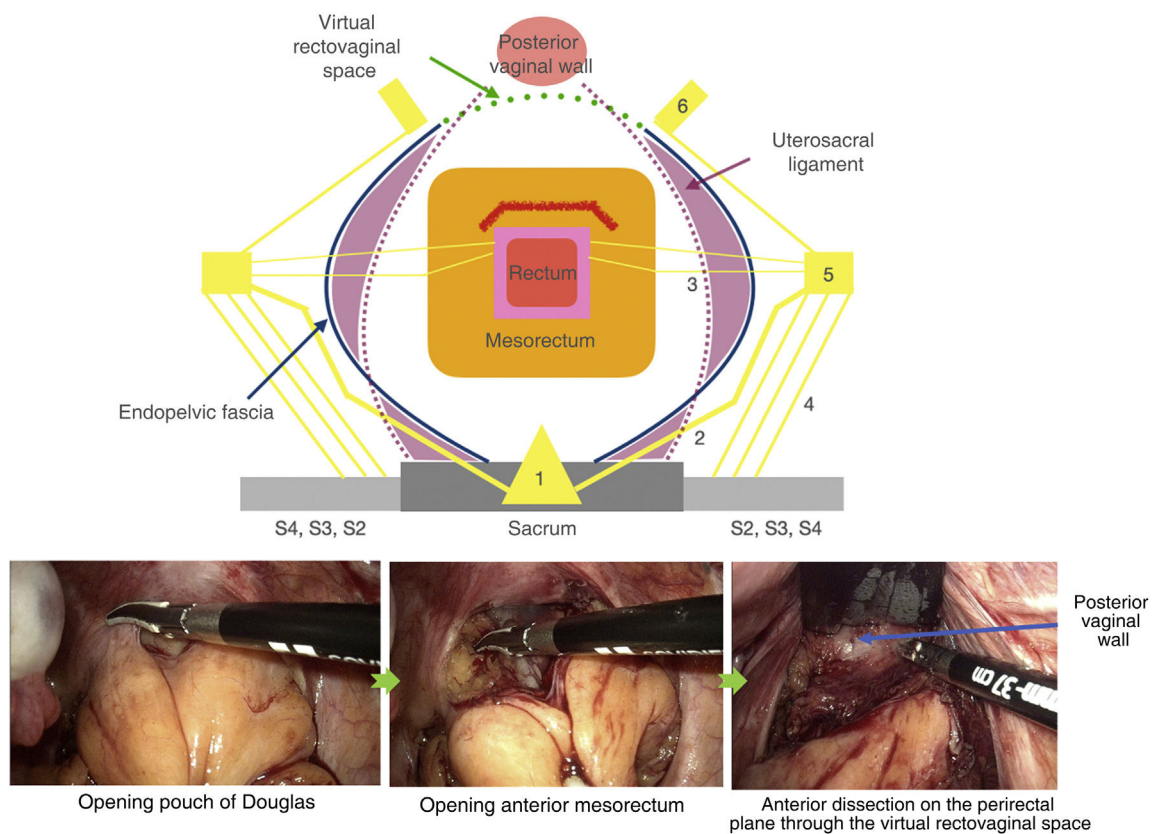 Virtual
rectovaginal
space
Posterior
vaginal wall
6
Uterosacral
ligament
Rectum
3
5
Mesorectum
Endopelvic fascia
4
2
1
S4, S3, S2
Sacrum
S2, S3, S4
37 cm
Posterior
vaginal
wall
Opening pouch of Douglas
Opening anterior mesorectum
Anterior dissection on the perirectal
plane through the virtual rectovaginal space